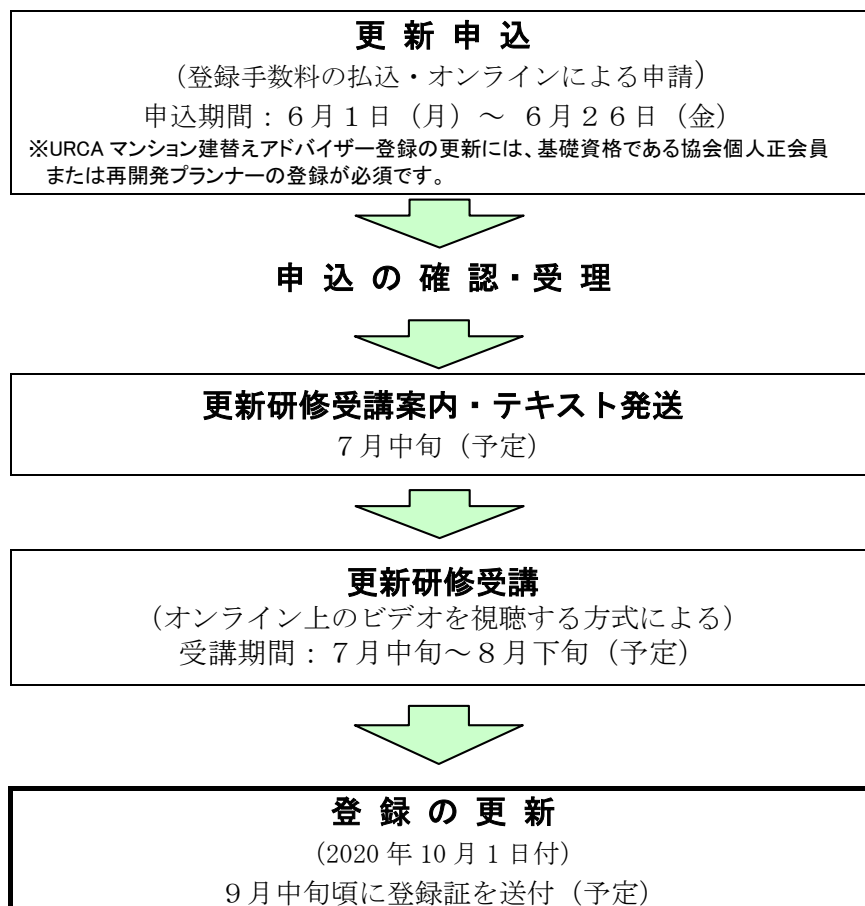 更 新 申 込
（登録手数料の払込・オンラインによる申請）
申込期間：６月１日（月）～ ６月２６日（金）
※URCA マンション建替えアドバイザー登録の更新には、基礎資格である協会個人正会員
または再開発プランナーの登録が必須です。
申 込 の 確 認・受 理
更新研修受講案内・テキスト発送
７月中旬（予定）
更新研修受講
（オンライン上のビデオを視聴する方式による）
受講期間：７月中旬～８月下旬（予定）
登 録 の 更 新
（2020 年 10 月 1 日付）
９月中旬頃に登録証を送付（予定）